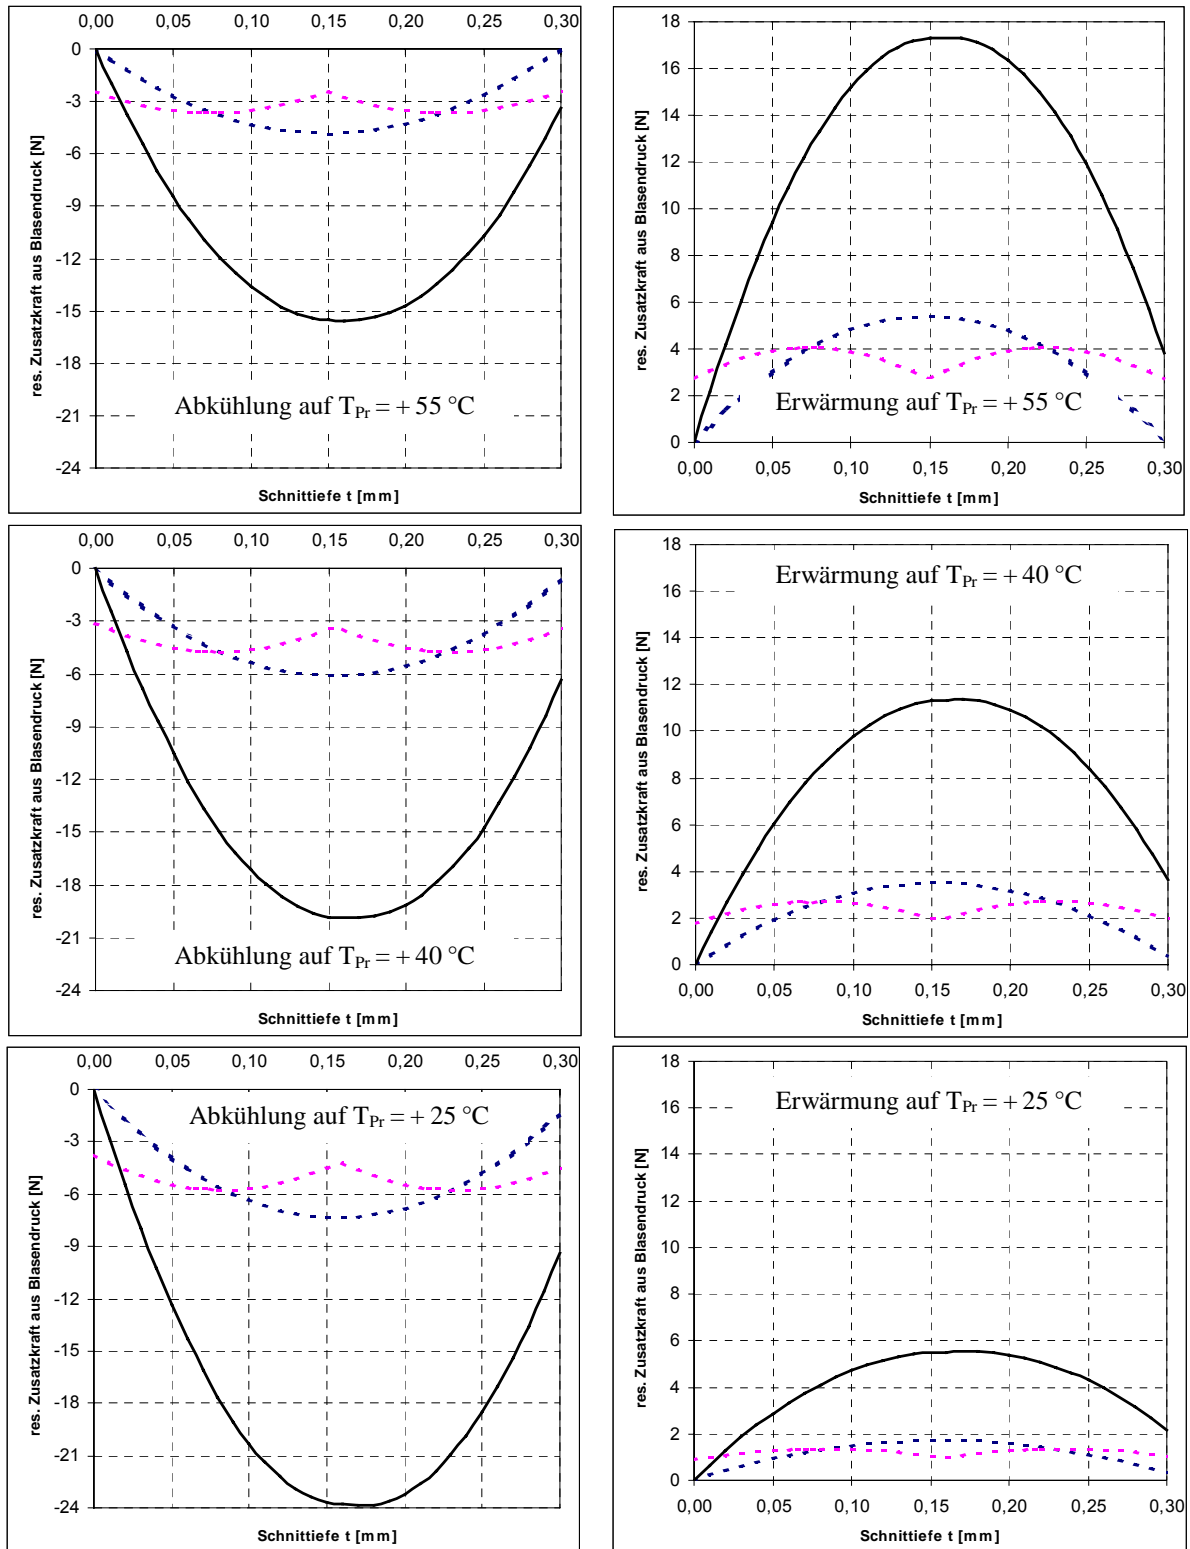 0,00 0,05 0,10 0,15 0,20 0,25 0,30
0
-3
-6
-9
-12
-15
-18
-21
-24
res. Zusatzkraft aus Blasendruck [N]
Abkühlung auf TPr = + 55 °C
Schnittiefe t [mm]
18
16
14
12
10
8
6
4
2
0
res. Zusatzkraft aus Blasendruck [N]
Erwärmung auf TPr = + 55 °C
0,00 0,05 0,10 0,15 0,20 0,25 0,30
Schnittiefe t [mm]
0,00 0,05 0,10 0,15 0,20 0,25 0,30
0
-3
-6
-9
-12
-15
-18
-21
-24
res. Zusatzkraft aus Blasendruck [N]
Abkühlung auf TPr = + 40 °C
Schnittiefe t [mm]
18
16
14
12
10
8
6
4
2
0
res. Zusatzkraft aus Blasendruck [N]
Erwärmung auf TPr = + 40 °C
0,00 0,05 0,10 0,15 0,20 0,25 0,30
Schnittiefe t [mm]
0,00 0,05 0,10 0,15 0,20 0,25 0,30
0
-3
-6
-9
-12
-15
-18
-21
-24
res. Zusatzkraft aus Blasendruck [N]
Abkühlung auf TPr = + 25 °C
Schnittiefe t [mm]
18
16
14
12
10
8
6
4
2
0
res. Zusatzkraft aus Blasendruck [N]
Erwärmung auf TPr = + 25 °C
0,00 0,05 0,10 0,15 0,20 0,25 0,30
Schnittiefe t [mm]